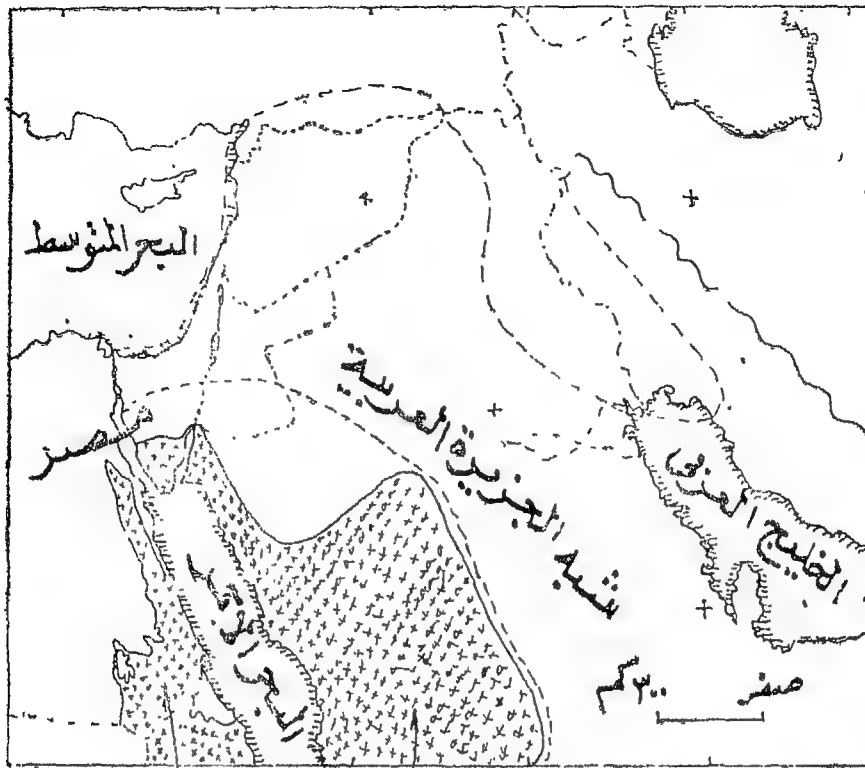 البحر المتوسط
مصر
شبه الجزيرة العربية
الخليج العربي
البحر الأحمر
صفر ٣٠٠ كم